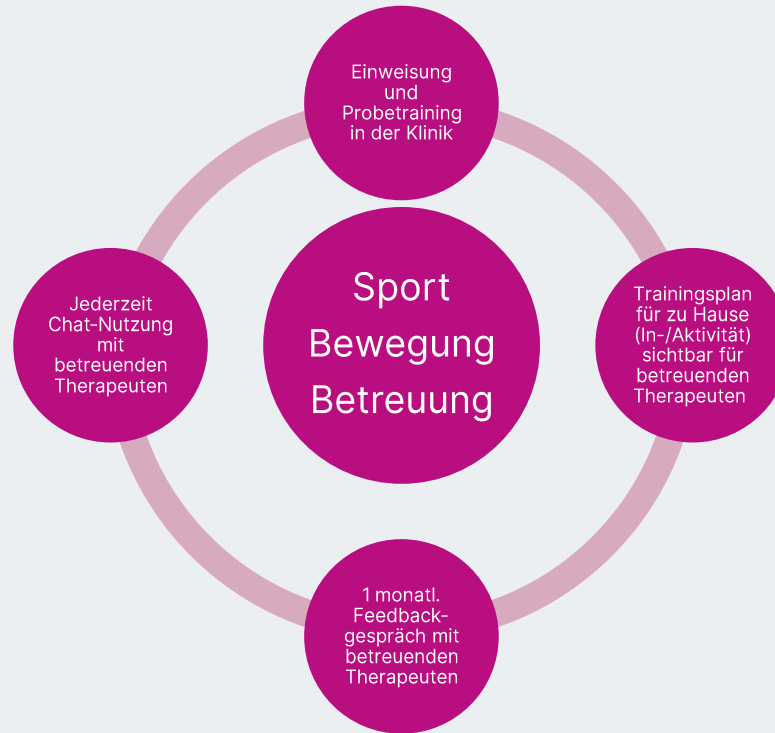 Einweisung
und
Probetraining
in der Klinik
Sport
Bewegung
Betreuung
Trainingsplan
für zu Hause
(In-/Aktivität)
sichtbar für
betreuenden
Therapeuten
1 monatl.
Feedback-
gespräch mit
betreuenden
Therapeuten
Jederzeit
Chat-Nutzung
mit
betreuenden
Therapeuten